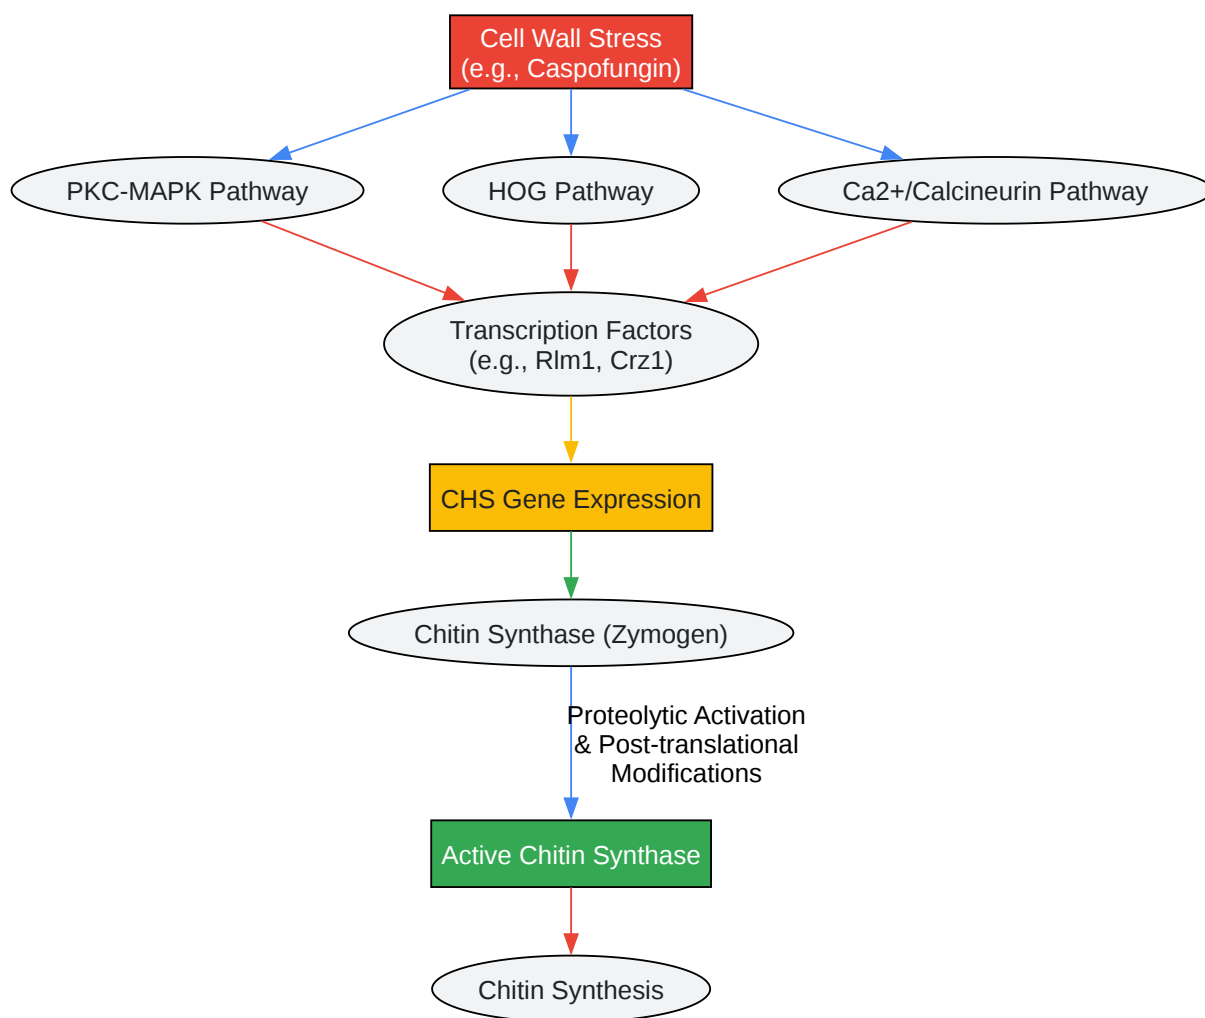 Cell Wall Stress
(e.g., Caspofungin)
PKC-MAPK Pathway
HOG Pathway
Ca2+/Calcineurin Pathway
Transcription Factors
(e.g., Rlm1, Crz1)
CHS Gene Expression
Chitin Synthase (Zymogen)
Proteolytic Activation
& Post-translational
Modifications
Active Chitin Synthase
Chitin Synthesis